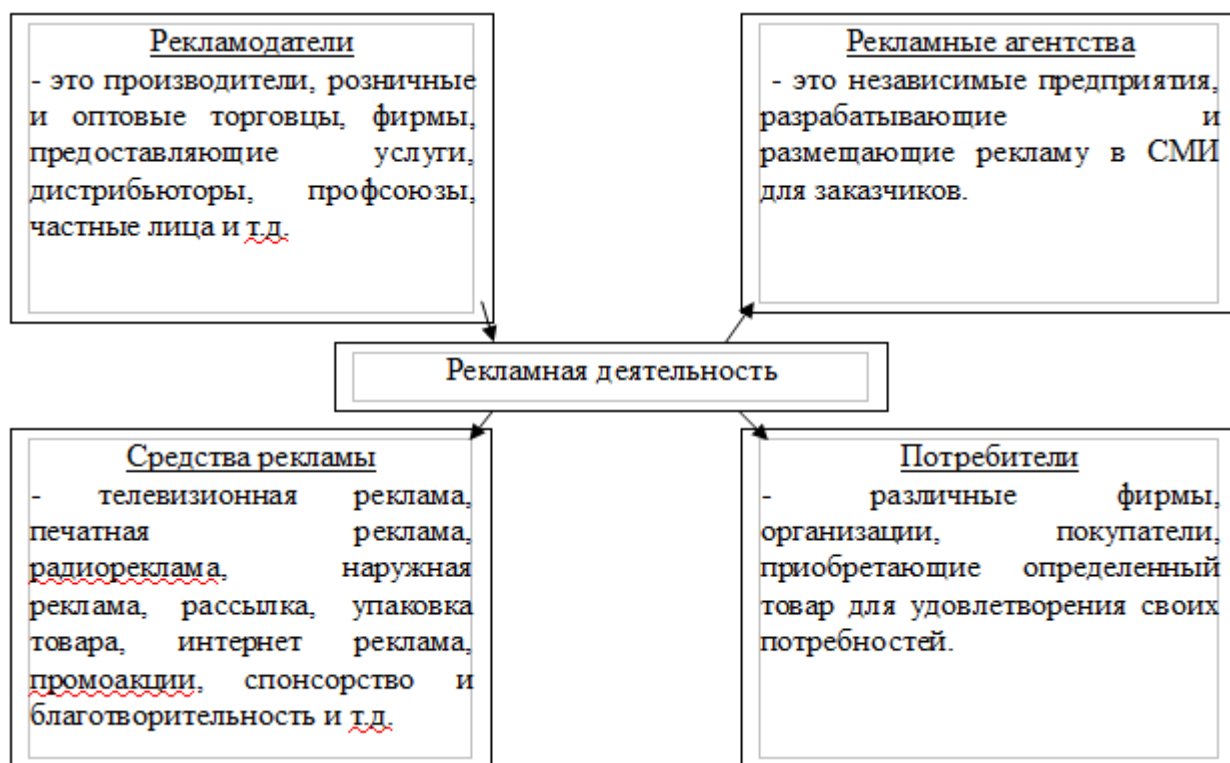 Рекламодатели
- это производители, розничные
и оптовые торговцы, фирмы,
предоставляющие услуги,
дистрибьюторы, профсоюзы,
частные лица и т.д.
Рекламные агентства
- это независимые предприятия,
разрабатывающие и
размещающие рекламу в СМИ
для заказчиков.
Рекламная деятельность
Средства рекламы
- телевизионная реклама,
печатная реклама,
радиореклама, наружная
реклама, рассылка, упаковка
товара, интернет реклама,
промоакции, спонсорство и
благотворительность и т.д.
Потребители
- различные фирмы,
организации, покупатели,
приобретающие определенный
товар для удовлетворения своих
потребностей.